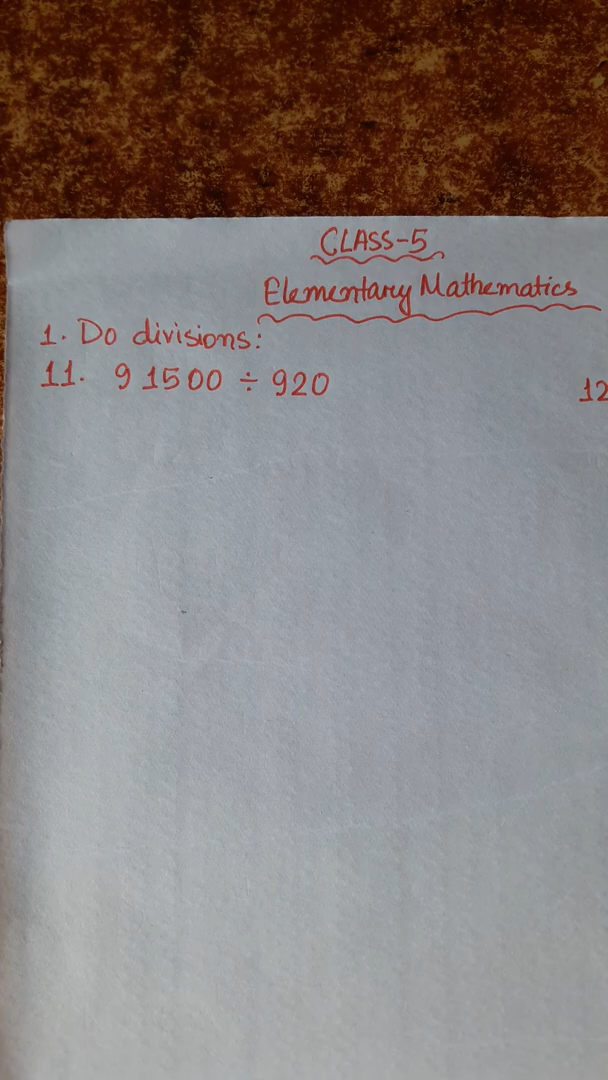 CLASS-5
Elementary Mathematics
1. Do divisions:
11. 91500 ÷ 920
12